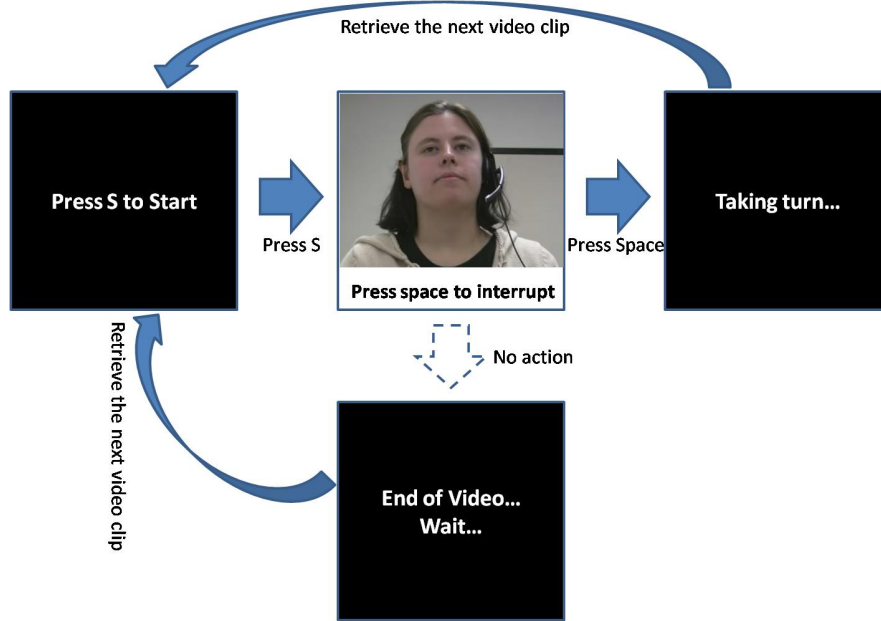 Retrieve the next video clip
Press S to Start
Press S
Press space to interrupt
Press Space
Taking turn...
No action
Retrieve the next video clip
End of Video...
Wait...